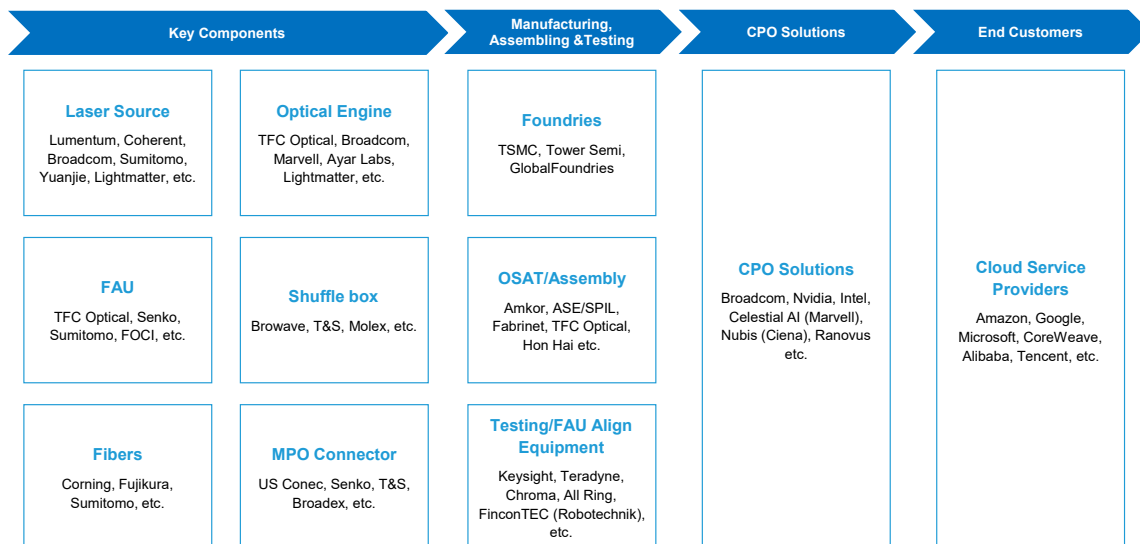 Key Components
Manufacturing,
Assembling &Testing
CPO Solutions
End Customers
Laser Source
Lumentum, Coherent,
Broadcom, Sumitomo,
Yuanjie, Lightmatter, etc.
Optical Engine
TFC Optical, Broadcom,
Marvell, Ayar Labs,
Lightmatter, etc.
Foundries
TSMC, Tower Semi,
GlobalFoundries
FAU
TFC Optical, Senko,
Sumitomo, FOCI, etc.
Shuffle box
Browave, T&S, Molex, etc.
OSAT/Assembly
Amkor, ASE/SPIL,
Fabrinet, TFC Optical,
Hon Hai etc.
Fibers
Corning, Fujikura,
Sumitomo, etc.
MPO Connector
US Conec, Senko, T&S,
Broadex, etc.
Testing/FAU Align
Equipment
Keysight, Teradyne,
Chroma, All Ring,
FinconTEC (Robotechnik),
etc.
CPO Solutions
Broadcom, Nvidia, Intel,
Celestial AI (Marvell),
Nubis (Ciena), Ranovus
etc.
Cloud Service
Providers
Amazon, Google,
Microsoft, CoreWeave,
Alibaba, Tencent, etc.